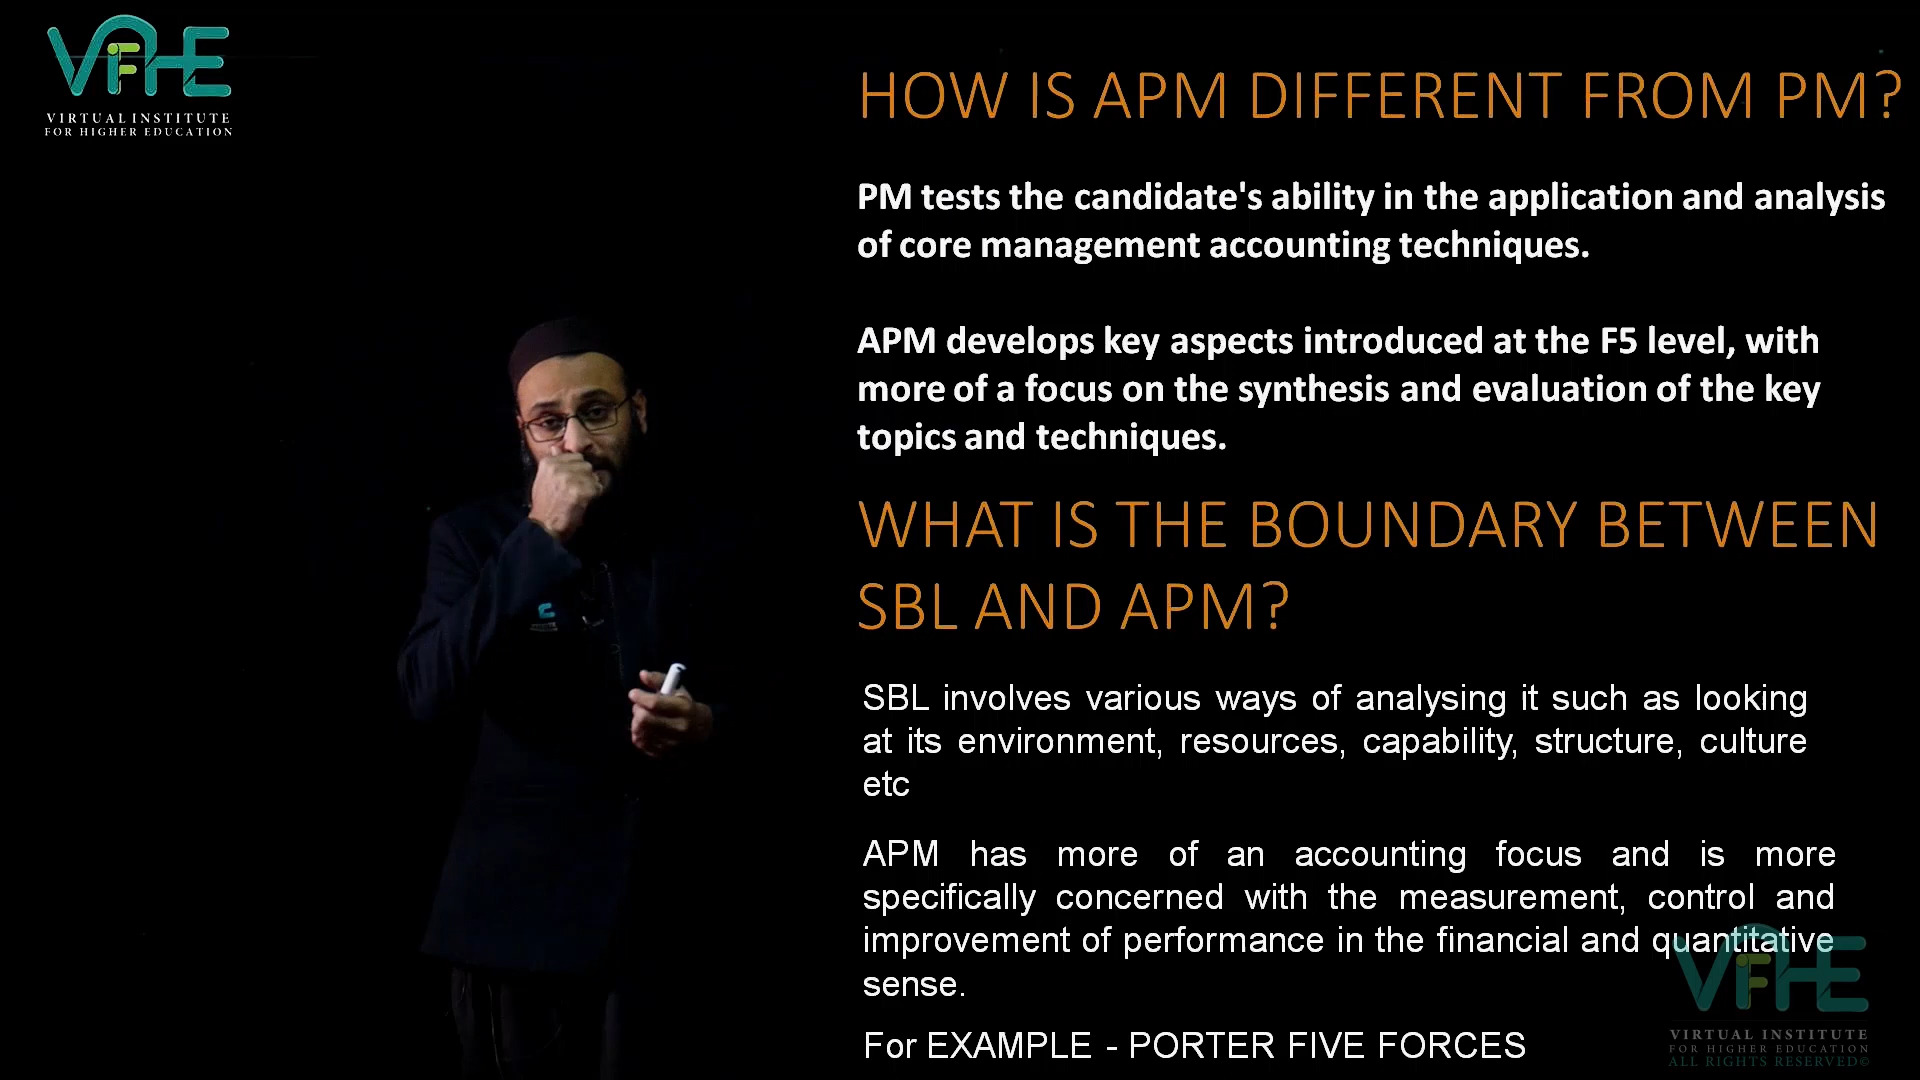 VIFHE
VIRTUAL INSTITUTE
FOR HIGHER EDUCATION
HOW IS APM DIFFERENT FROM PM?
PM tests the candidate's ability in the application and analysis
of core management accounting techniques.
APM develops key aspects introduced at the F5 level, with
more of a focus on the synthesis and evaluation of the key
topics and techniques.
WHAT IS THE BOUNDARY BETWEEN
SBL AND APM?
SBL involves various ways of analysing it such as looking
at its environment, resources, capability, structure, culture
etc
APM has more of an accounting focus and is more
specifically concerned with the measurement, control and
improvement of performance in the financial and quantitative
sense.
For EXAMPLE - PORTER FIVE FORCES
VIFHE
VIRTUAL INSTITUTE
FOR HIGHER EDUCATION
ALL RIGHTS RESERVED©